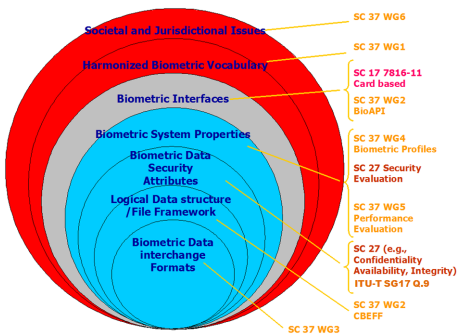 Societal and Jurisdictional Issues
SC 37 WG6
Harmonized Biometric Vocabulary
SC 37 WG1
Biometric Interfaces
SC 17 7816-11
Card based
SC 37 WG2
BioAPI
Biometric System Properties
SC 37 WG4
Biometric Profiles
SC 27 Security
Evaluation
SC 37 WG5
Performance
Evaluation
Biometric Data
Security
Attributes
SC 27 (e.g.,
Confidentiality
Availability, Integrity)
ITU-T SG17 Q.9
Logical Data structure
/File Framework
SC 37 WG2
CBEFF
Biometric Data
interchange
Formats
SC 37 WG3